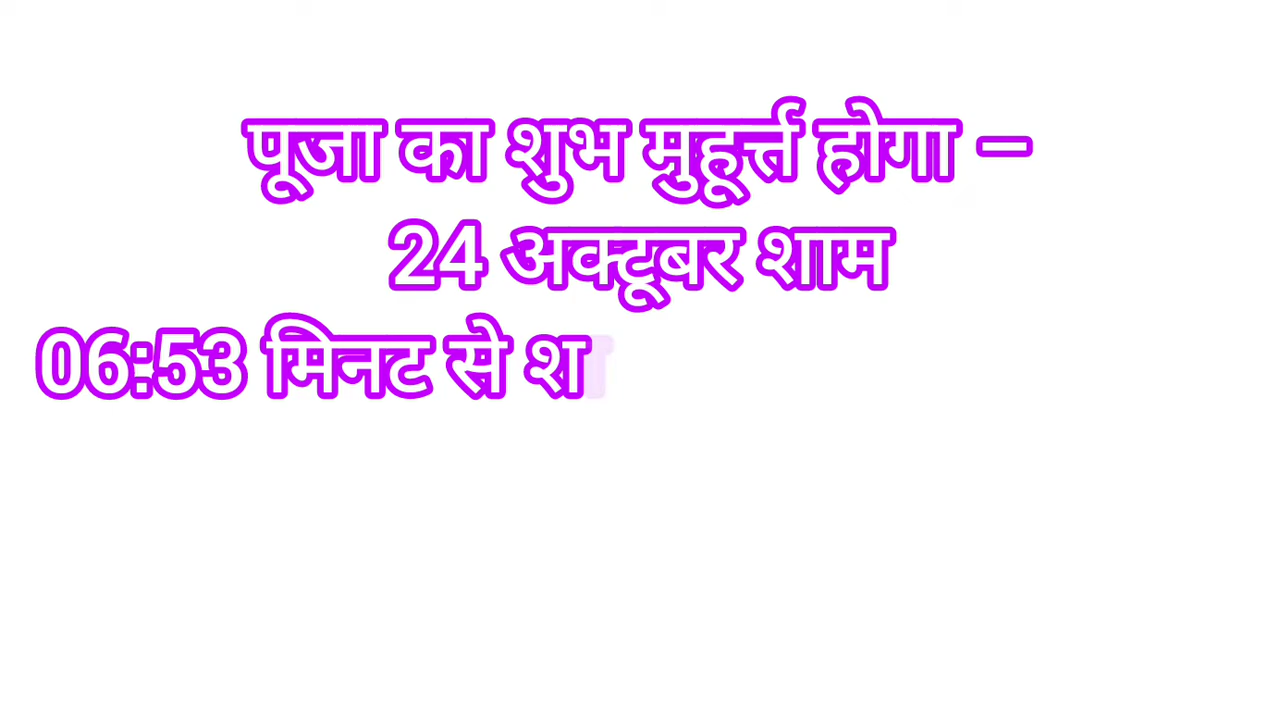 पूजा का शुभ मुहूर्त्त होगा –
24 अक्टूबर शाम
06:53 मिनट से